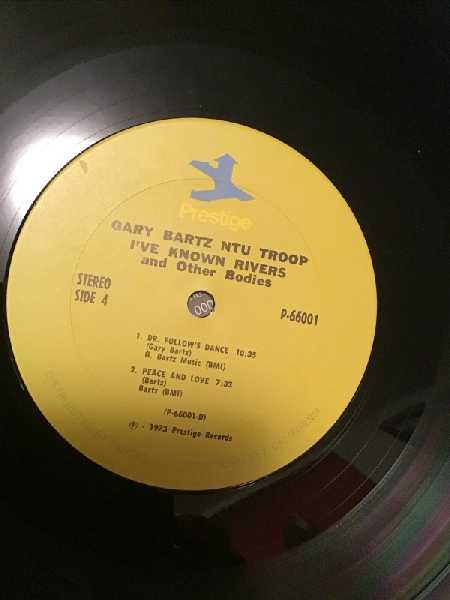 Prestige
GARY BARTZ NTU TROOP
I'VE KNOWN RIVERS
and Other Bodies
STEREO
SIDE 4
P-66001
1. DR. FOLLOW'S DANCE 10:35
(Gary Bartz)
B. Bartz Music (BMI)
2. PEACE AND LOVE 7:32
(Bartz)
Bartz (BMI)
(P-66001-D)
Ⓟ - 1973 Prestige Records